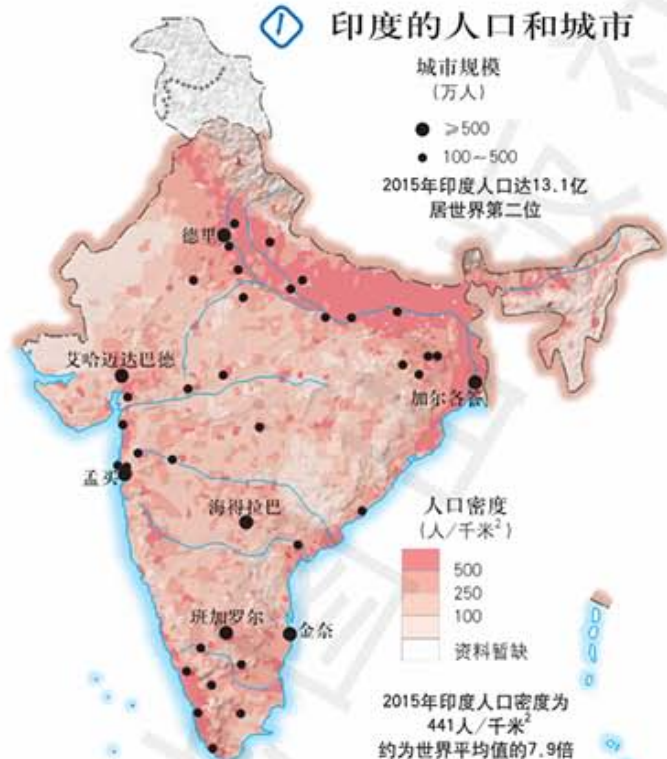 1 印度的人口和城市
城市规模
(万人)
≥500
100~500
2015年印度人口达13.1亿
居世界第二位
德里
艾哈迈达巴德
加尔各答
孟买
海得拉巴
人口密度
(人/千米²)
500
250
100
资料暂缺
班加罗尔
金奈
2015年印度人口密度为
441人/千米²
约为世界平均值的7.9倍